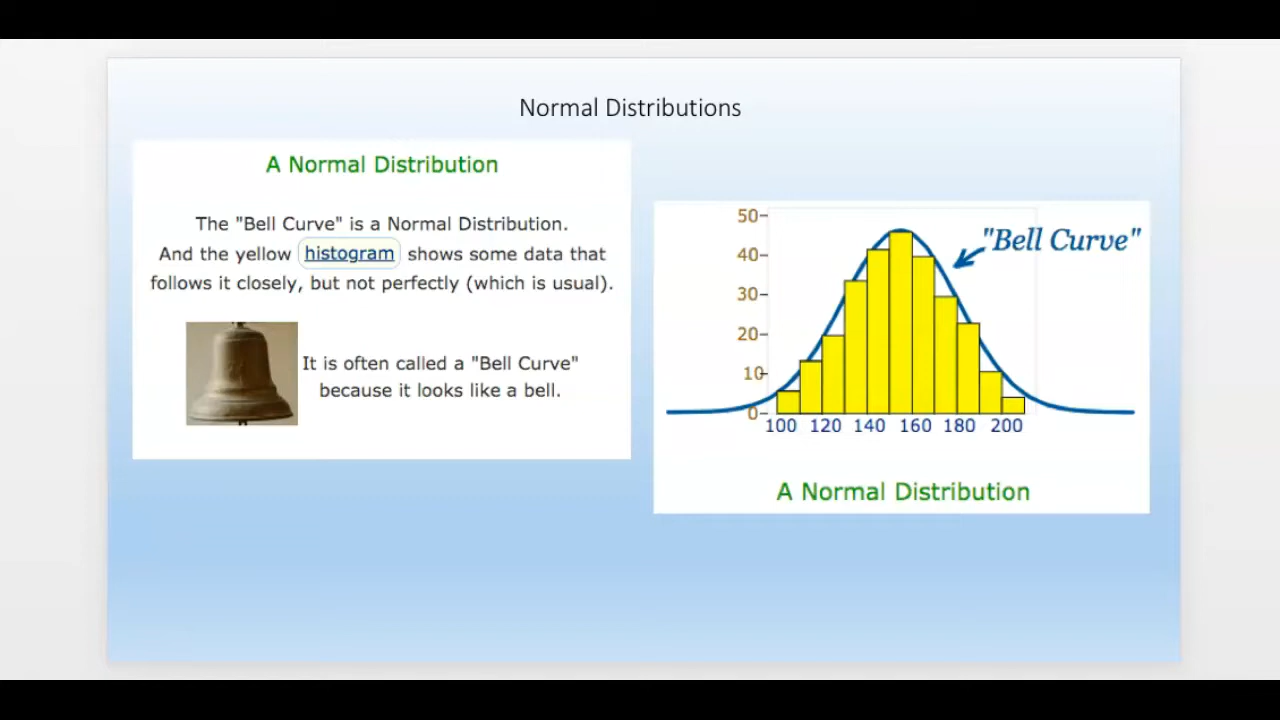 Normal Distributions
A Normal Distribution
The "Bell Curve" is a Normal Distribution.
And the yellow histogram shows some data that
follows it closely, but not perfectly (which is usual).
It is often called a "Bell Curve"
because it looks like a bell.
50
"Bell Curve"
40
30
20
10
0
100 120 140 160 180 200
A Normal Distribution